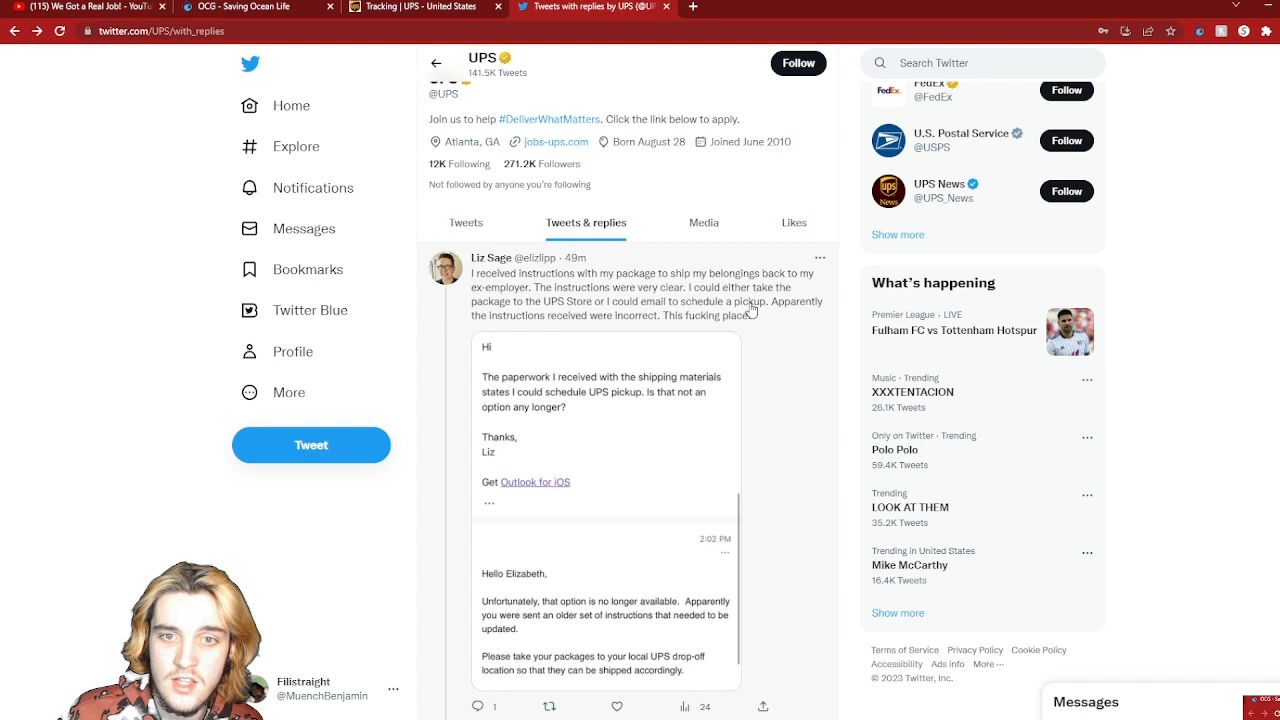 (115) We Got a Real Job! - YouTu
OCG - Saving Ocean Life
Tracking | UPS - United States
Tweets with replies by UPS (@UP
twitter.com/UPS/with_replies
Home
Explore
Notifications
Messages
Bookmarks
Twitter Blue
Profile
More
Tweet
Filistraight
@MuenchBenjamin
UPS
141.5K Tweets
Follow
@UPS
Join us to help #DeliverWhatMatters. Click the link below to apply.
Atlanta, GA jobs-ups.com Born August 28 Joined June 2010
12K Following 271.2K Followers
Not followed by anyone you're following
Tweets Tweets & replies Media Likes
Liz Sage @elizlipp · 49m
I received instructions with my package to ship my belongings back to my
ex-employer. The instructions were very clear. I could either take the
package to the UPS Store or I could email to schedule a pickup. Apparently
the instructions received were incorrect. This fucking place.
Hi
The paperwork I received with the shipping materials
states I could schedule UPS pickup. Is that not an
option any longer?
Thanks,
Liz
Get Outlook for iOS
...
2:02 PM
...
Hello Elizabeth,
Unfortunately, that option is no longer available. Apparently
you were sent an older set of instructions that needed to be
updated.
Please take your packages to your local UPS drop-off
location so that they can be shipped accordingly.
1
24
Search Twitter
FedEx
FedEx
@FedEx
Follow
U.S. Postal Service
@USPS
Follow
ups
News
UPS News
@UPS_News
Follow
Show more
What's happening
Premier League · LIVE
Fulham FC vs Tottenham Hotspur
Music · Trending
XXXTENTACION
26.1K Tweets
Only on Twitter · Trending
Polo Polo
59.4K Tweets
Trending
LOOK AT THEM
35.2K Tweets
Trending in United States
Mike McCarthy
16.4K Tweets
Show more
Terms of Service Privacy Policy Cookie Policy
Accessibility Ads info More ...
© 2023 Twitter, Inc.
Messages